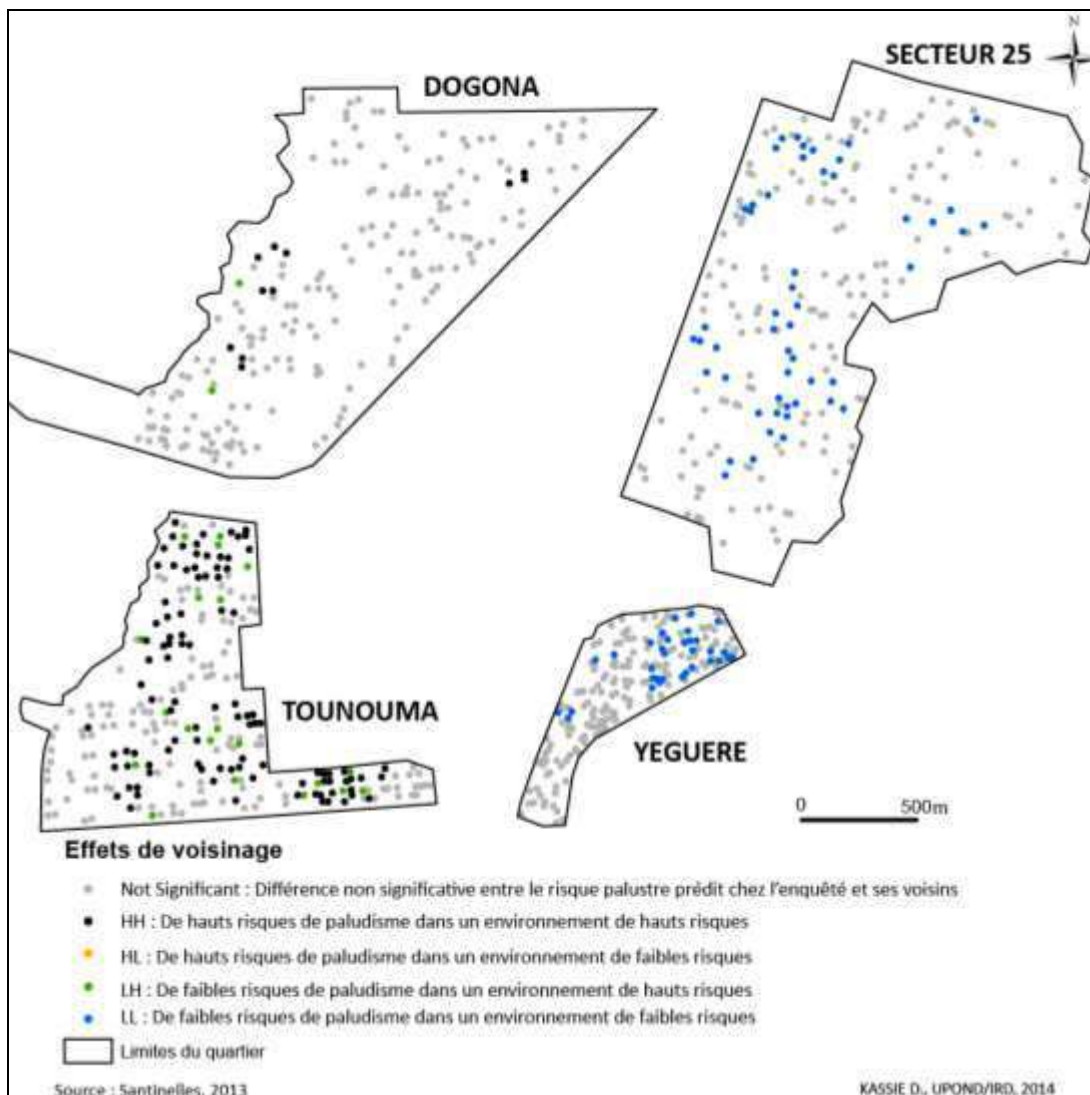 N
SECTEUR 25
DOGONA
TOUNOUMA
YEGUERE
0 500m
Effets de voisinage
Not Significant : Différence non significative entre le risque palustre prédit chez l'enquêté et ses voisins
HH : De hauts risques de paludisme dans un environnement de hauts risques
HL : De hauts risques de paludisme dans un environnement de faibles risques
LH : De faibles risques de paludisme dans un environnement de hauts risques
LL : De faibles risques de paludisme dans un environnement de faibles risques
Limites du quartier
Source : Santinelles, 2013 KASSIE D., UPOND/IRD, 2014